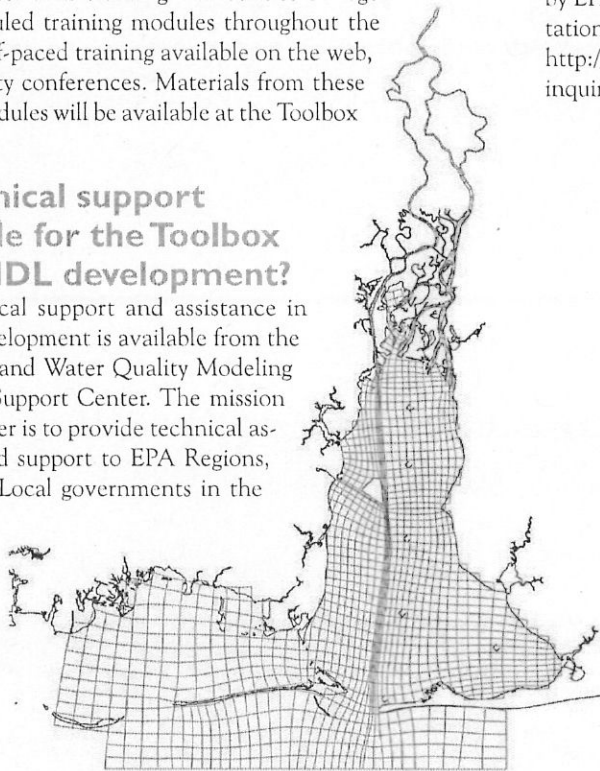 uled training modules throughout the
f-paced training available on the web,
ty conferences. Materials from these
dules will be available at the Toolbox
nical support
le for the Toolbox
IDL development?
cal support and assistance in
elopment is available from the
and Water Quality Modeling
Support Center. The mission
er is to provide technical as-
d support to EPA Regions,
Local governments in the
tation
http:/
inquir